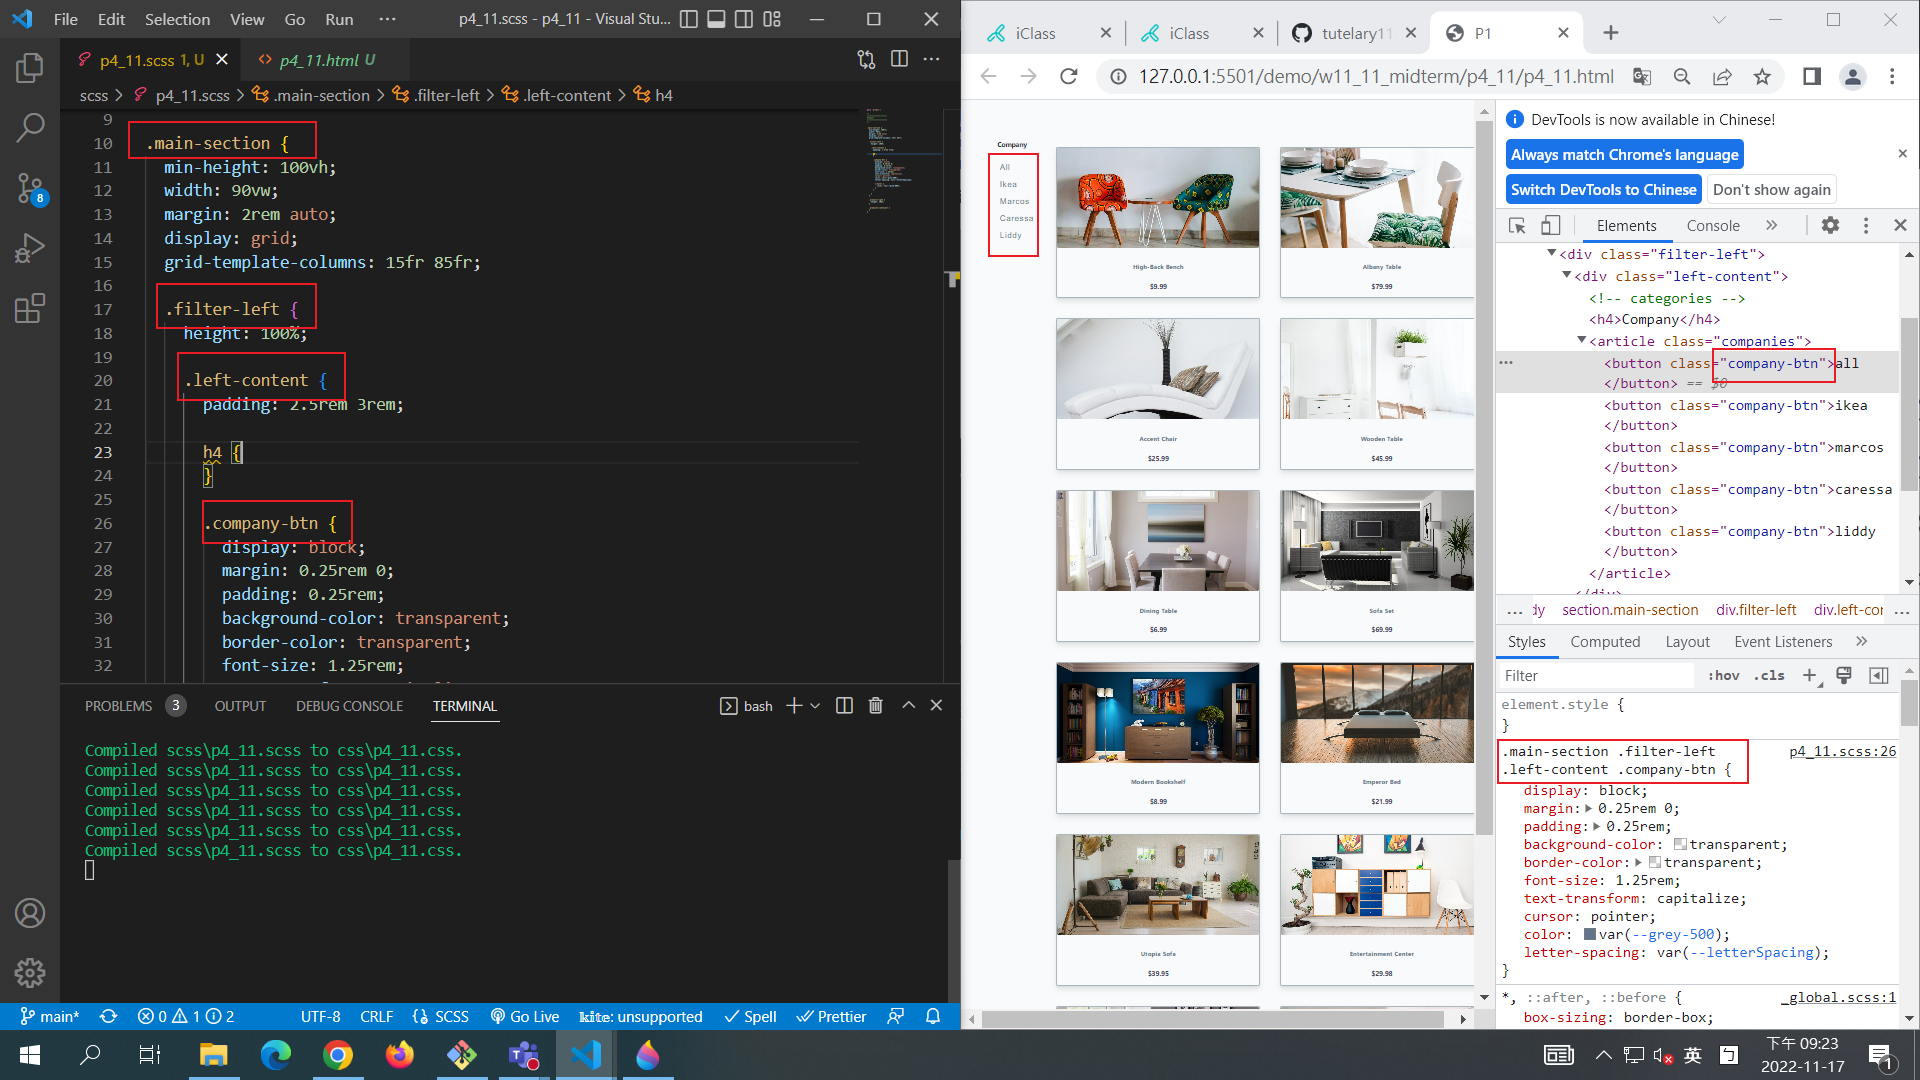 File Edit Selection View Go Run ··· p4_11.scss - p4_11 - Visual Stu...
p4_11.scss 1, U
p4_11.html U
scss > p4_11.scss > .main-section > .filter-left > .left-content > h4
9
10 .main-section {
11 min-height: 100vh;
12 width: 90vw;
13 margin: 2rem auto;
14 display: grid;
15 grid-template-columns: 15fr 85fr;
16
17 .filter-left {
18 height: 100%;
19
20 .left-content {
21 padding: 2.5rem 3rem;
22
23 h4 {
24 }
25
26 .company-btn {
27 display: block;
28 margin: 0.25rem 0;
29 padding: 0.25rem;
30 background-color: transparent;
31 border-color: transparent;
32 font-size: 1.25rem;
PROBLEMS 3 OUTPUT DEBUG CONSOLE TERMINAL bash
Compiled scss\p4_11.scss to css\p4_11.css.
Compiled scss\p4_11.scss to css\p4_11.css.
Compiled scss\p4_11.scss to css\p4_11.css.
Compiled scss\p4_11.scss to css\p4_11.css.
Compiled scss\p4_11.scss to css\p4_11.css.
Compiled scss\p4_11.scss to css\p4_11.css.
8
main* 0 1 2 UTF-8 CRLF SCSS Go Live kite: unsupported Spell Prettier
iClass
iClass
tutelary11
P1
127.0.0.1:5501/demo/w11_11_midterm/p4_11/p4_11.html
Company
All
Ikea
Marcos
Caressa
Liddy
High-Back Bench
$9.99
Albany Table
$79.99
Accent Chair
$25.99
Wooden Table
$45.99
Dining Table
$6.99
Sofa Set
$69.99
Modern Bookshelf
$8.99
Emperor Bed
$21.99
Utopia Sofa
$39.95
Entertainment Center
$29.98
DevTools is now available in Chinese!
Always match Chrome's language
Switch DevTools to Chinese Don't show again
Elements Console
<div class="filter-left">
<div class="left-content">
<!-- categories -->
<h4>Company</h4>
<article class="companies">
<button class="company-btn">all
</button> == $0
<button class="company-btn">ikea
</button>
<button class="company-btn">marcos
</button>
<button class="company-btn">caressa
</button>
<button class="company-btn">liddy
</button>
</article>
</div>
... dy section.main-section div.filter-left div.left-cor ...
Styles Computed Layout Event Listeners
Filter :hov .cls
element.style {
}
.main-section .filter-left p4_11.scss:26
.left-content .company-btn {
display: block;
margin: 0.25rem 0;
padding: 0.25rem;
background-color: transparent;
border-color: transparent;
font-size: 1.25rem;
text-transform: capitalize;
cursor: pointer;
color: var(--grey-500);
letter-spacing: var(--letterSpacing);
}
*, ::after, ::before { _global.scss:1
box-sizing: border-box;
英
下午 09:23
2022-11-17
1